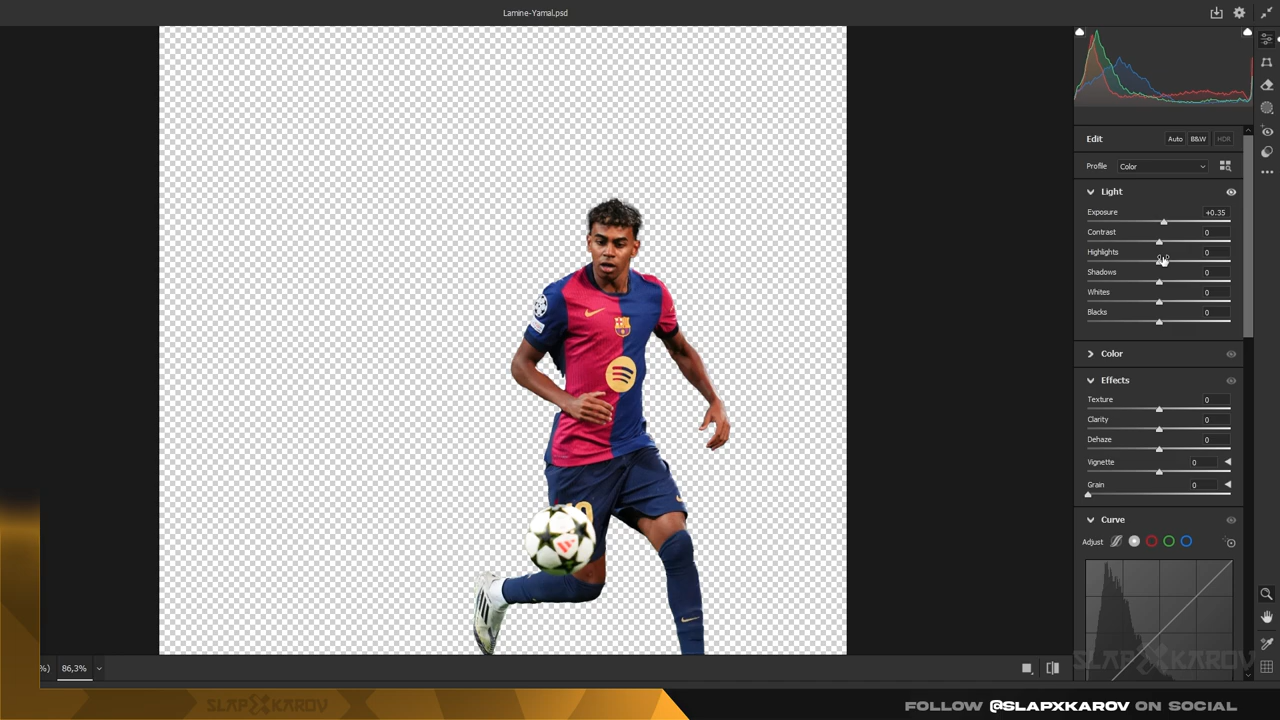 Lamine-Yamal.psd
Edit
Auto
B&W
HDR
Profile
Color
Light
Exposure
+0.35
Contrast
0
Highlights
0
Shadows
0
Whites
0
Blacks
0
Color
Effects
Texture
0
Clarity
0
Dehaze
0
Vignette
0
Grain
0
Curve
Adjust
%)
86,3%
SLAPXKAROV
SLAPXKAROV
FOLLOW @SLAPXKAROV ON SOCIAL